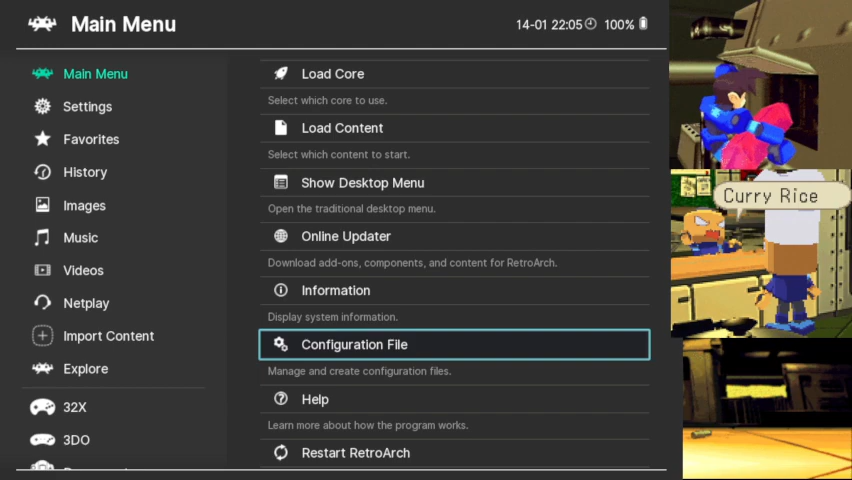 Main Menu
14-01 22:05 100%
Main Menu
Settings
Favorites
History
Images
Music
Videos
Netplay
Import Content
Explore
32X
3DO
Load Core
Select which core to use.
Load Content
Select which content to start.
Show Desktop Menu
Open the traditional desktop menu.
Online Updater
Download add-ons, components, and content for RetroArch.
Information
Display system information.
Configuration File
Manage and create configuration files.
Help
Learn more about how the program works.
Restart RetroArch
Curry Rice